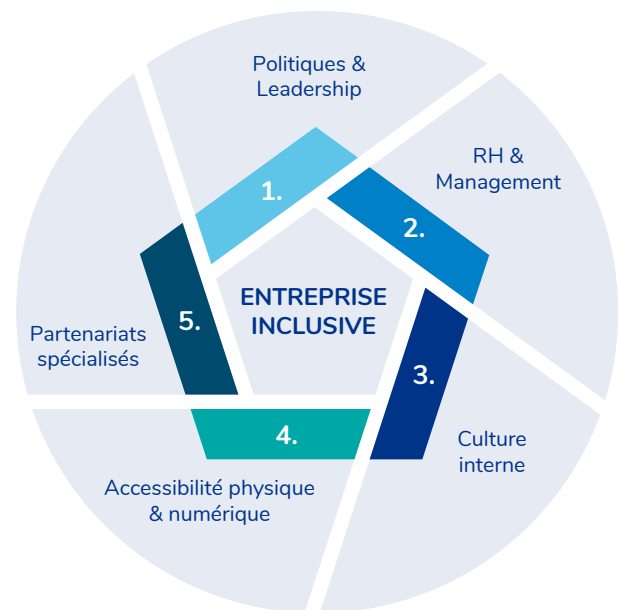 Politiques &
Leadership
1.
RH &
Management
2.
ENTREPRISE
INCLUSIVE
3.
Culture
interne
4.
Accessibilité physique
& numérique
5.
Partenariats
spécialisés